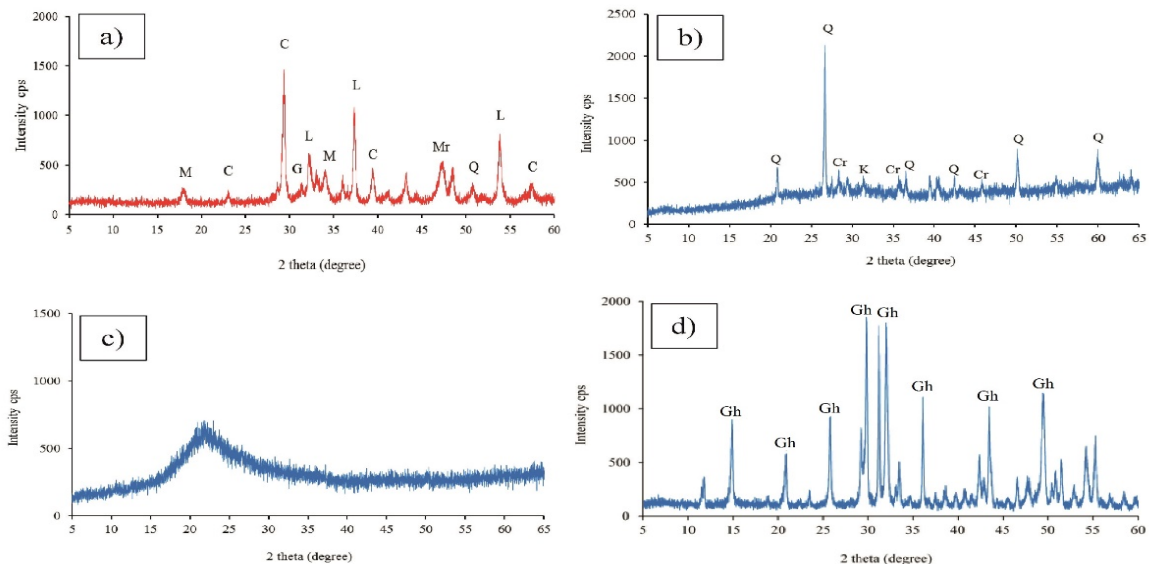 a)
2000
1500
1000
500
0
Intensity cps
C
L
L
M
C
G
L
M
C
Mr
Q
C
5 10 15 20 25 30 35 40 45 50 55 60
2 theta (degree)
b)
2500
2000
1500
1000
500
0
Intensity cps
Q
Q
Cr
K
Cr
Q
Q
Cr
Q
Q
5 10 15 20 25 30 35 40 45 50 55 60 65
2 theta (degree)
c)
1500
1000
500
0
Intensity cps
5 10 15 20 25 30 35 40 45 50 55 60 65
2 theta (degree)
d)
2000
1500
1000
500
0
Intensity cps
Gh Gh
Gh
Gh
Gh
Gh
Gh
Gh
5 10 15 20 25 30 35 40 45 50 55 60
2 theta (degree)